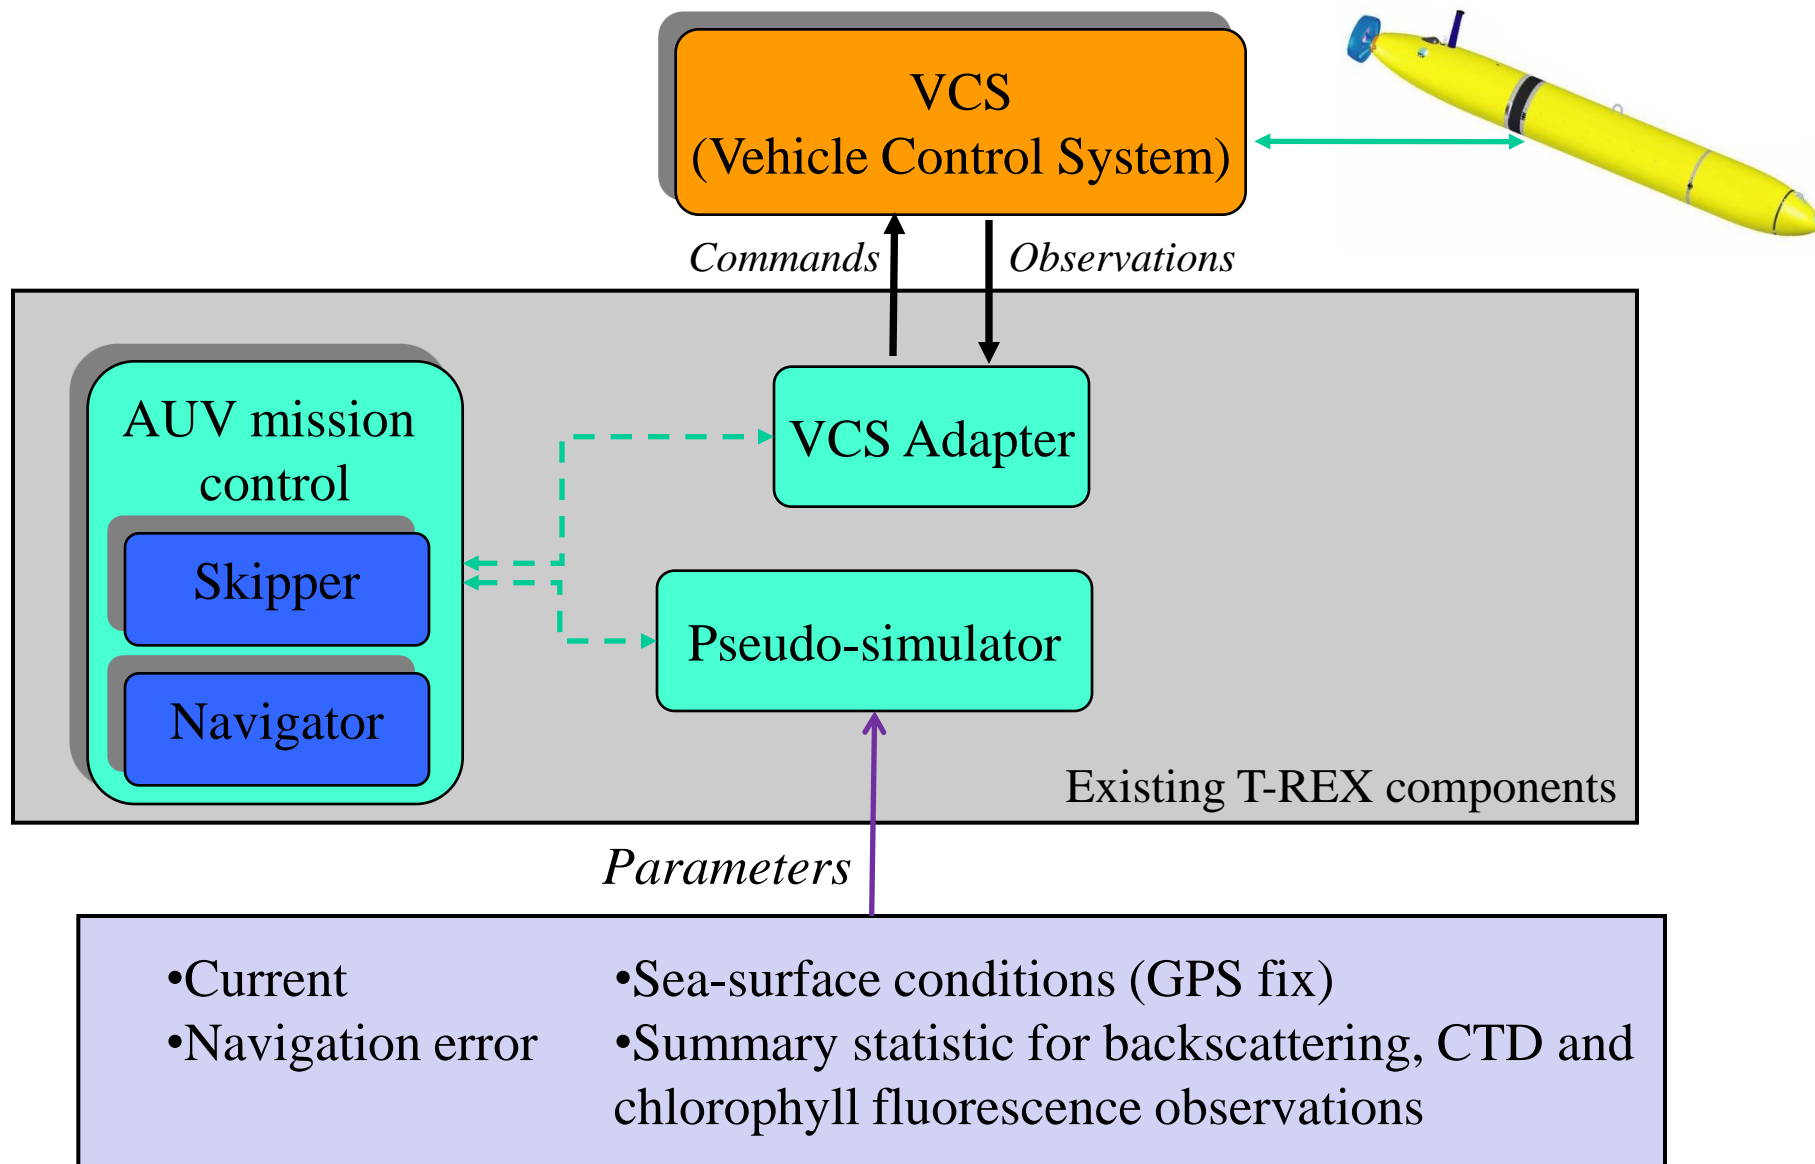 VCS
(Vehicle Control System)
Commands
Observations
AUV mission
control
VCS Adapter
Skipper
Pseudo-simulator
Navigator
Existing T-REX components
Parameters
•Current
•Navigation error
•Sea-surface conditions (GPS fix)
•Summary statistic for backscattering, CTD and
chlorophyll fluorescence observations